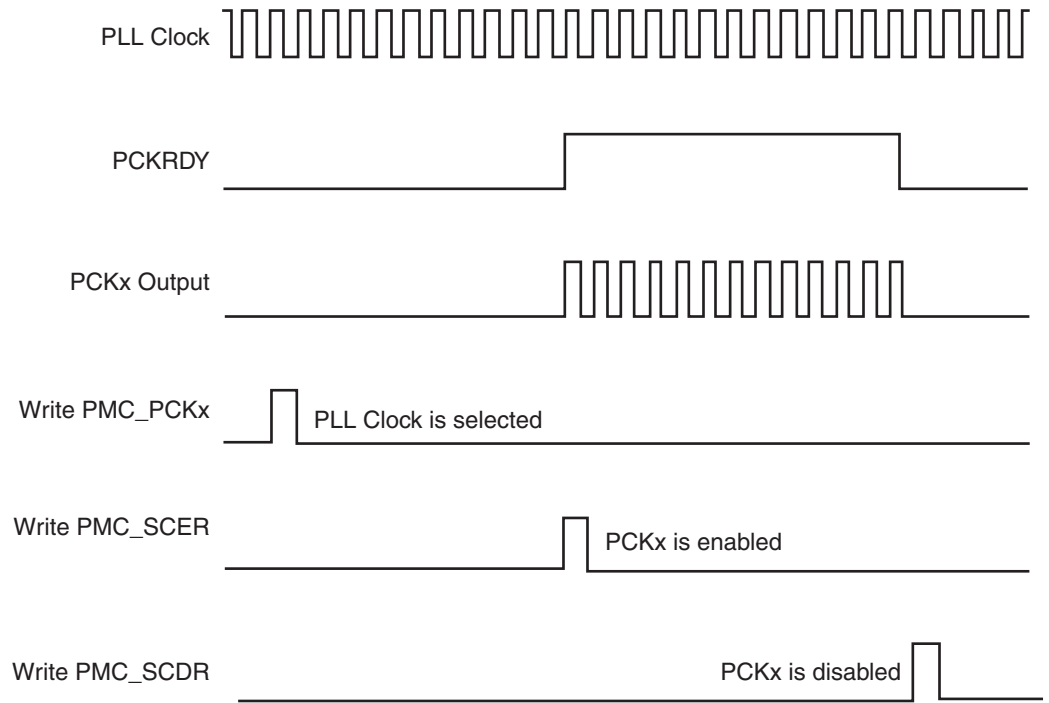 PLL Clock
PCKRDY
PCKx Output
Write PMC_PCKx
PLL Clock is selected
Write PMC_SCER
PCKx is enabled
Write PMC_SCDR
PCKx is disabled